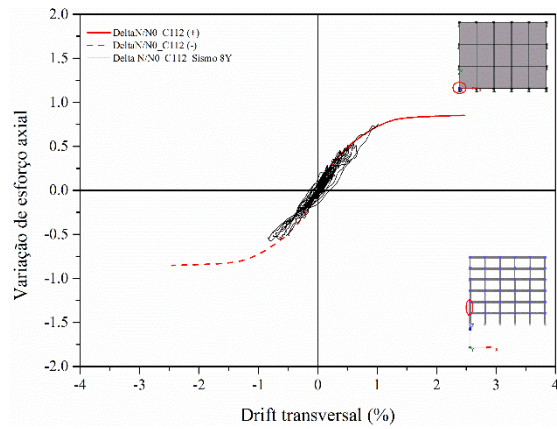 DeltaN/N0_C112 (+)
DeltaN/N0_C112 (-)
Delta N/N0_C112_Sismo 8Y
2.0
1.5
1.0
0.5
0.0
-0.5
-1.0
-1.5
-2.0
Variação de esforço axial
-4 -3 -2 -1 0 1 2 3 4
Drift transversal (%)